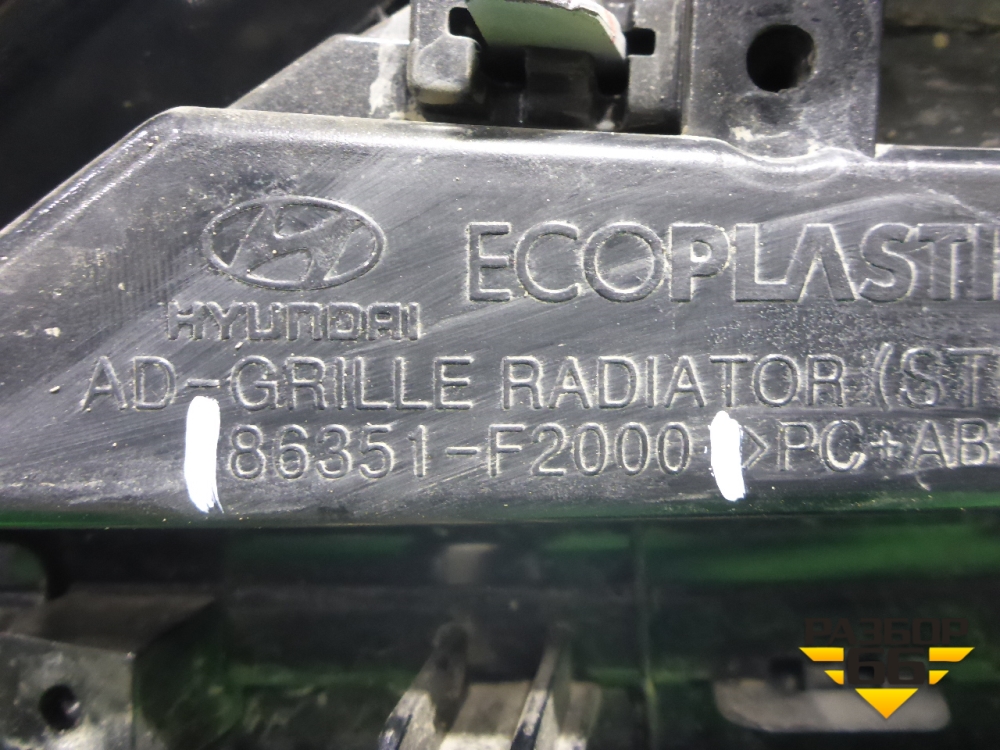 ECOPLASTI
HYUNDAI
AD-GRILLE RADIATOR (ST
86351-F2000 >PC+AB
РАЗБОР
66